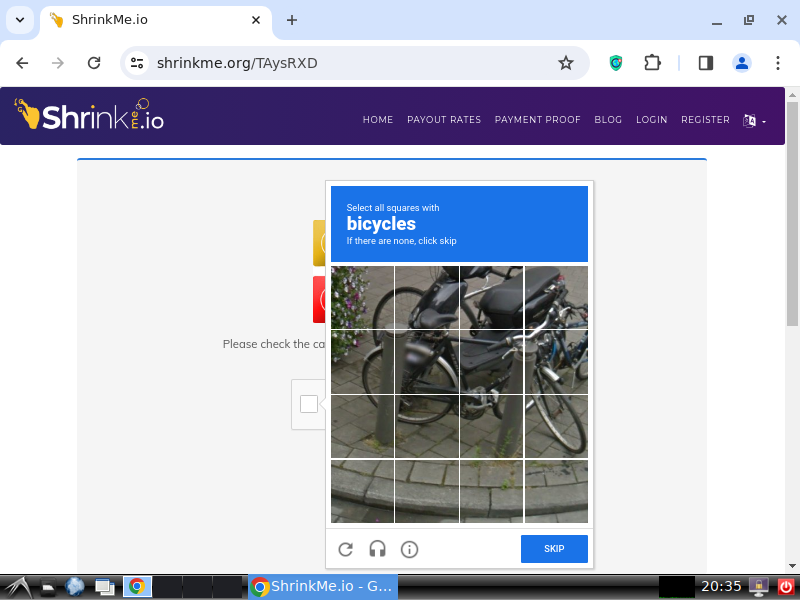 ShrinkMe.io
shrinkme.org/TAysRXD
Shrinkme.io
HOME
PAYOUT RATES
PAYMENT PROOF
BLOG
LOGIN
REGISTER
Select all squares with
bicycles
If there are none, click skip
Please check the ca
SKIP
ShrinkMe.io - G...
20:35